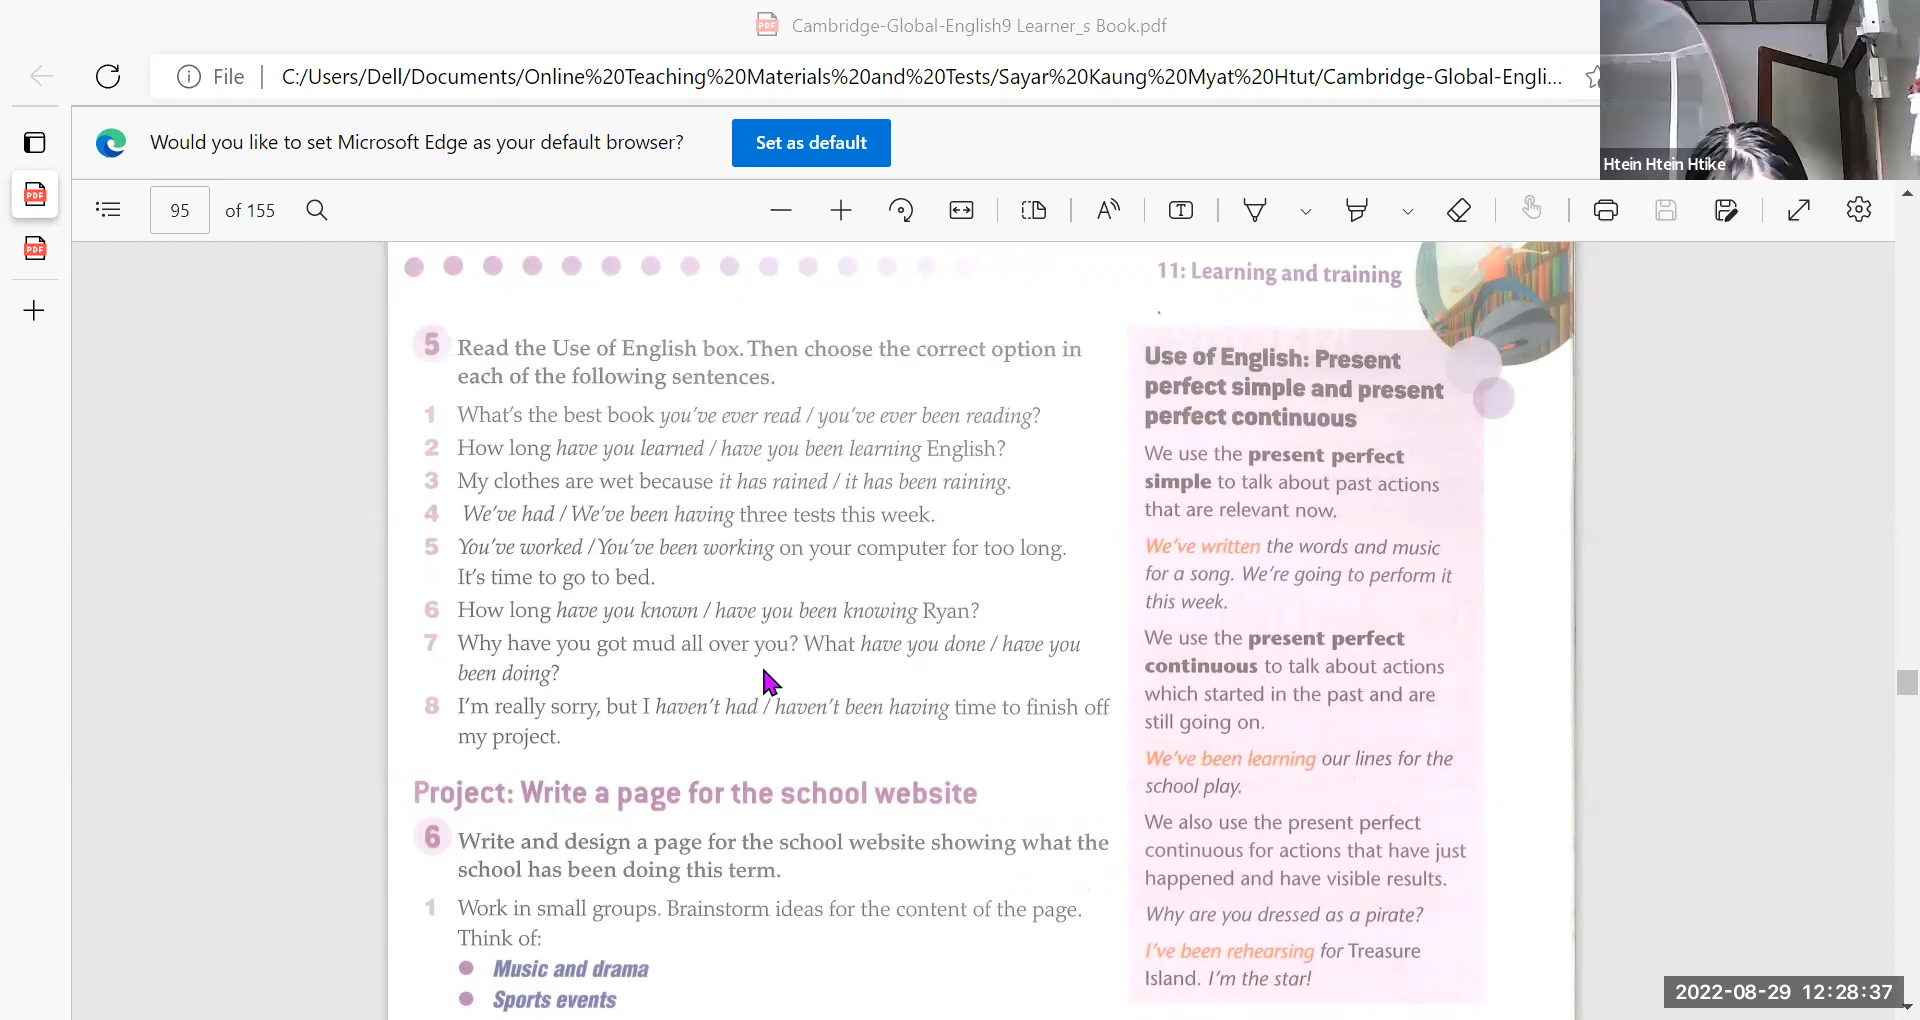 Cambridge-Global-English9 Learner_s Book.pdf
File
C:/Users/Dell/Documents/Online%20Teaching%20Materials%20and%20Tests/Sayar%20Kaung%20Myat%20Htut/Cambridge-Global-Engli...
Would you like to set Microsoft Edge as your default browser?
Set as default
Htein Htein Htike
95
of 155
11: Learning and training
5 Read the Use of English box. Then choose the correct option in
each of the following sentences.
1 What's the best book you've ever read / you've ever been reading?
2 How long have you learned / have you been learning English?
3 My clothes are wet because it has rained / it has been raining.
4 We've had / We've been having three tests this week.
5 You've worked / You've been working on your computer for too long.
It's time to go to bed.
6 How long have you known / have you been knowing Ryan?
7 Why have you got mud all over you? What have you done / have you
been doing?
8 I'm really sorry, but I haven't had / haven't been having time to finish off
my project.
Project: Write a page for the school website
6 Write and design a page for the school website showing what the
school has been doing this term.
1 Work in small groups. Brainstorm ideas for the content of the page.
Think of:
Music and drama
Sports events
Use of English: Present
perfect simple and present
perfect continuous
We use the present perfect
simple to talk about past actions
that are relevant now.
We've written the words and music
for a song. We're going to perform it
this week.
We use the present perfect
continuous to talk about actions
which started in the past and are
still going on.
We've been learning our lines for the
school play.
We also use the present perfect
continuous for actions that have just
happened and have visible results.
Why are you dressed as a pirate?
I've been rehearsing for Treasure
Island. I'm the star!
2022-08-29 12:28:37